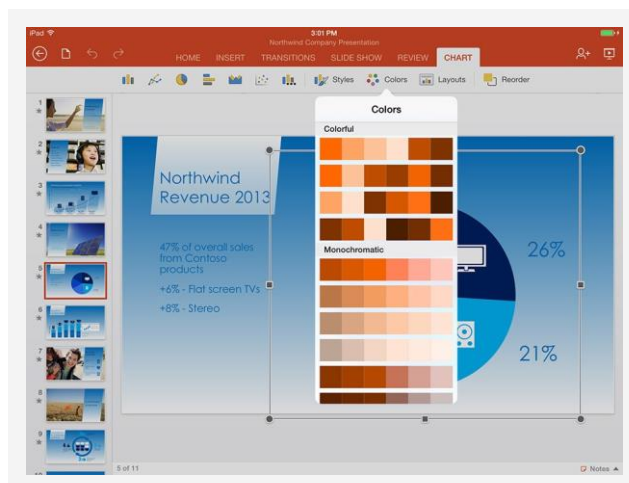 iPad
3:01 PM
Northwind Company Presentation
HOME INSERT TRANSITIONS SLIDE SHOW REVIEW CHART
Styles Colors Layouts Reorder
Colors
Colorful
Monochromatic
1
2
3
4
5
6
7
8
9
Northwind
Revenue 2013
47% of overall sales
from Contoso
products
+6% - Flat screen TVs
+8% - Stereo
26%
21%
5 of 11
Notes